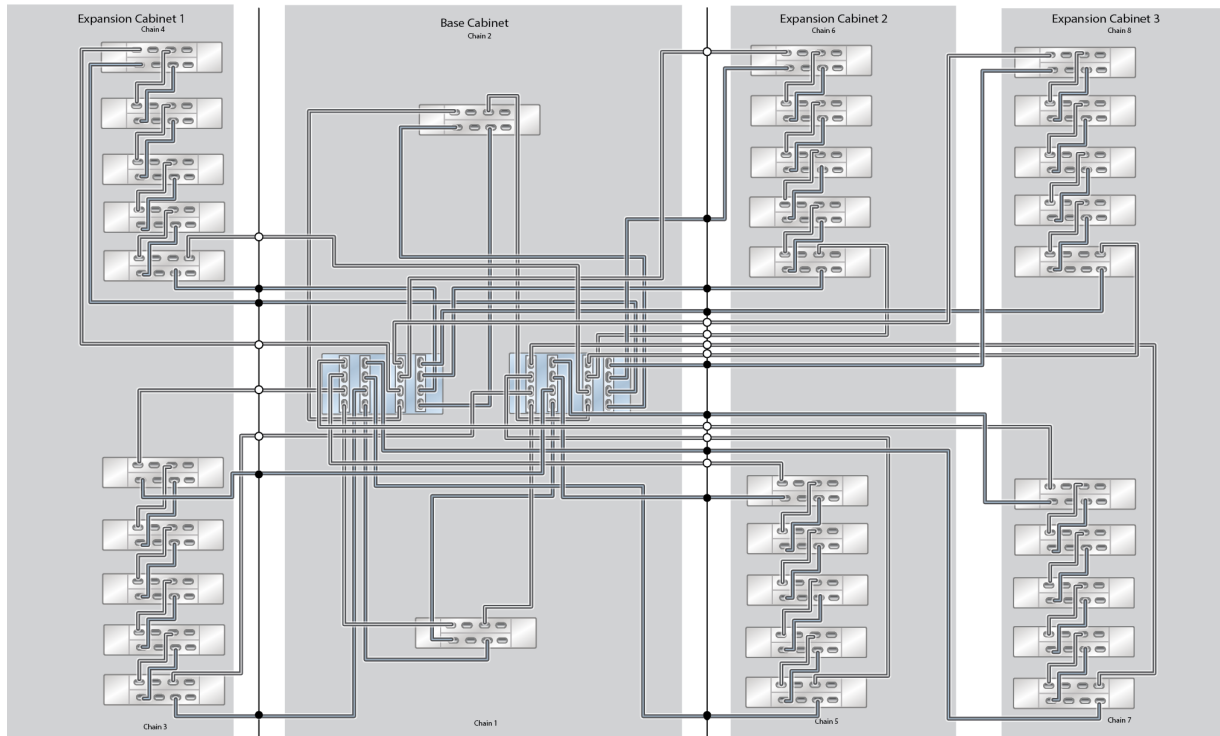 Expansion Cabinet 1
Chain 4
Base Cabinet
Chain 2
Expansion Cabinet 2
Chain 6
Expansion Cabinet 3
Chain 8
Chain 3
Chain 1
Chain 5
Chain 7